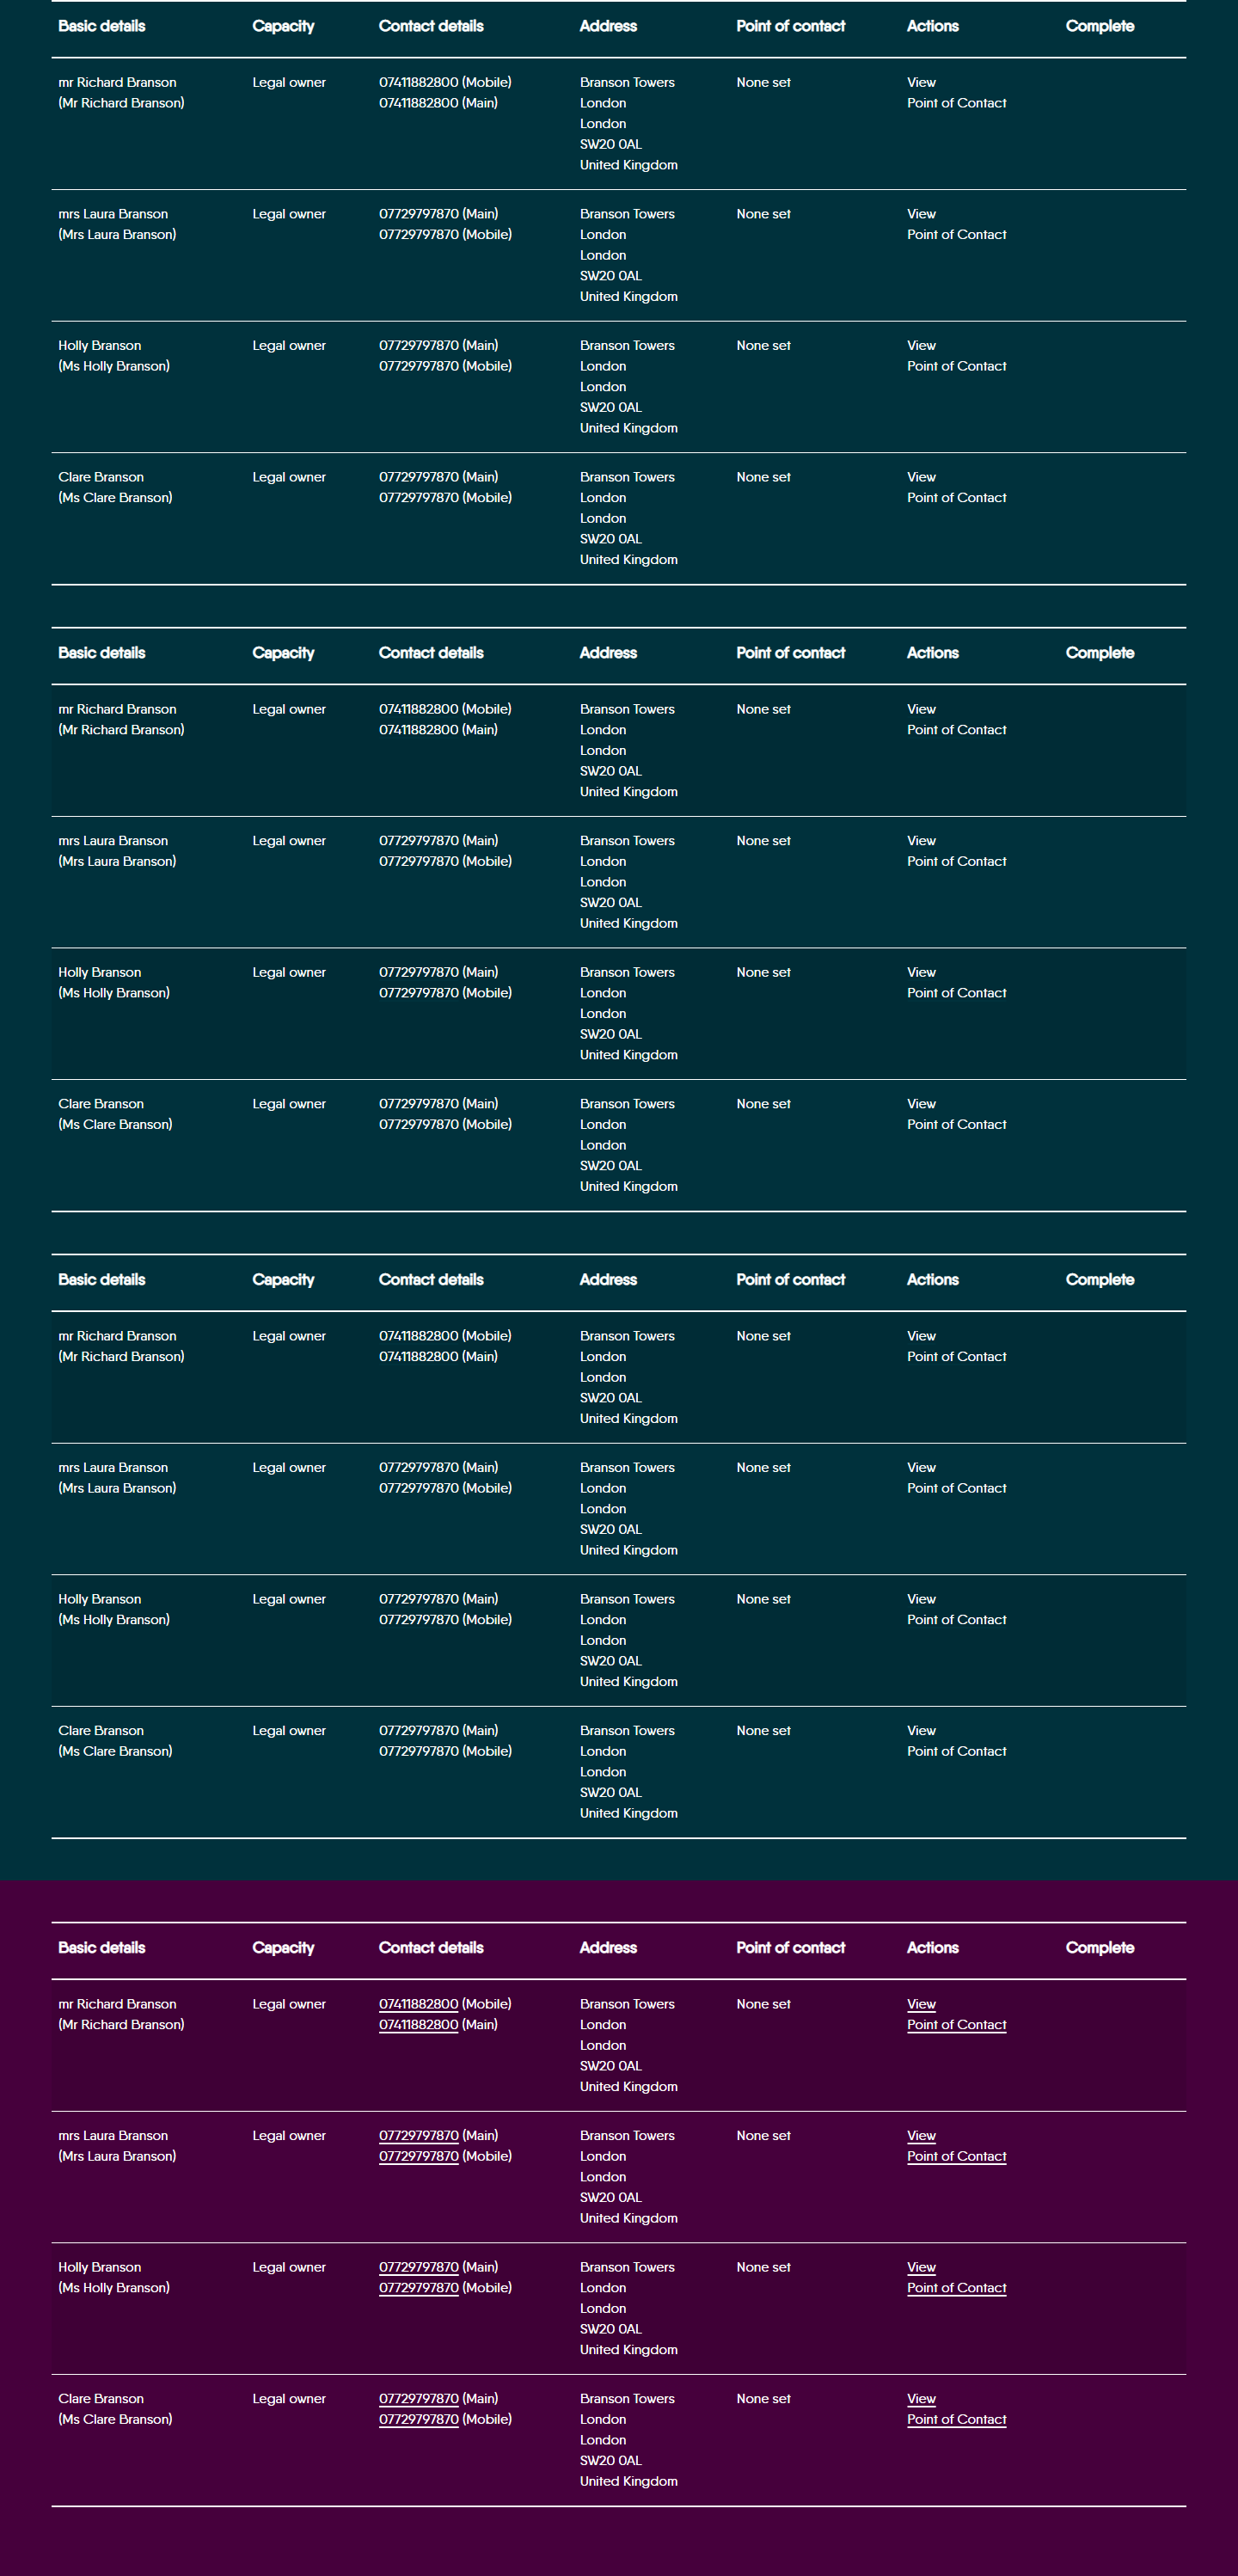 Basic details Capacity Contact details Address Point of contact Actions Complete
mr Richard Branson Legal owner 07411882800 (Mobile) Branson Towers None set View
(Mr Richard Branson) 07411882800 (Main) London Point of Contact
London
SW20 0AL
United Kingdom
mrs Laura Branson Legal owner 07729797870 (Main) Branson Towers None set View
(Mrs Laura Branson) 07729797870 (Mobile) London Point of Contact
London
SW20 0AL
United Kingdom
Holly Branson Legal owner 07729797870 (Main) Branson Towers None set View
(Ms Holly Branson) 07729797870 (Mobile) London Point of Contact
London
SW20 0AL
United Kingdom
Clare Branson Legal owner 07729797870 (Main) Branson Towers None set View
(Ms Clare Branson) 07729797870 (Mobile) London Point of Contact
London
SW20 0AL
United Kingdom
Basic details Capacity Contact details Address Point of contact Actions Complete
mr Richard Branson Legal owner 07411882800 (Mobile) Branson Towers None set View
(Mr Richard Branson) 07411882800 (Main) London Point of Contact
London
SW20 0AL
United Kingdom
mrs Laura Branson Legal owner 07729797870 (Main) Branson Towers None set View
(Mrs Laura Branson) 07729797870 (Mobile) London Point of Contact
London
SW20 0AL
United Kingdom
Holly Branson Legal owner 07729797870 (Main) Branson Towers None set View
(Ms Holly Branson) 07729797870 (Mobile) London Point of Contact
London
SW20 0AL
United Kingdom
Clare Branson Legal owner 07729797870 (Main) Branson Towers None set View
(Ms Clare Branson) 07729797870 (Mobile) London Point of Contact
London
SW20 0AL
United Kingdom
Basic details Capacity Contact details Address Point of contact Actions Complete
mr Richard Branson Legal owner 07411882800 (Mobile) Branson Towers None set View
(Mr Richard Branson) 07411882800 (Main) London Point of Contact
London
SW20 0AL
United Kingdom
mrs Laura Branson Legal owner 07729797870 (Main) Branson Towers None set View
(Mrs Laura Branson) 07729797870 (Mobile) London Point of Contact
London
SW20 0AL
United Kingdom
Holly Branson Legal owner 07729797870 (Main) Branson Towers None set View
(Ms Holly Branson) 07729797870 (Mobile) London Point of Contact
London
SW20 0AL
United Kingdom
Clare Branson Legal owner 07729797870 (Main) Branson Towers None set View
(Ms Clare Branson) 07729797870 (Mobile) London Point of Contact
London
SW20 0AL
United Kingdom
Basic details Capacity Contact details Address Point of contact Actions Complete
mr Richard Branson Legal owner 07411882800 (Mobile) Branson Towers None set View
(Mr Richard Branson) 07411882800 (Main) London Point of Contact
London
SW20 0AL
United Kingdom
mrs Laura Branson Legal owner 07729797870 (Main) Branson Towers None set View
(Mrs Laura Branson) 07729797870 (Mobile) London Point of Contact
London
SW20 0AL
United Kingdom
Holly Branson Legal owner 07729797870 (Main) Branson Towers None set View
(Ms Holly Branson) 07729797870 (Mobile) London Point of Contact
London
SW20 0AL
United Kingdom
Clare Branson Legal owner 07729797870 (Main) Branson Towers None set View
(Ms Clare Branson) 07729797870 (Mobile) London Point of Contact
London
SW20 0AL
United Kingdom